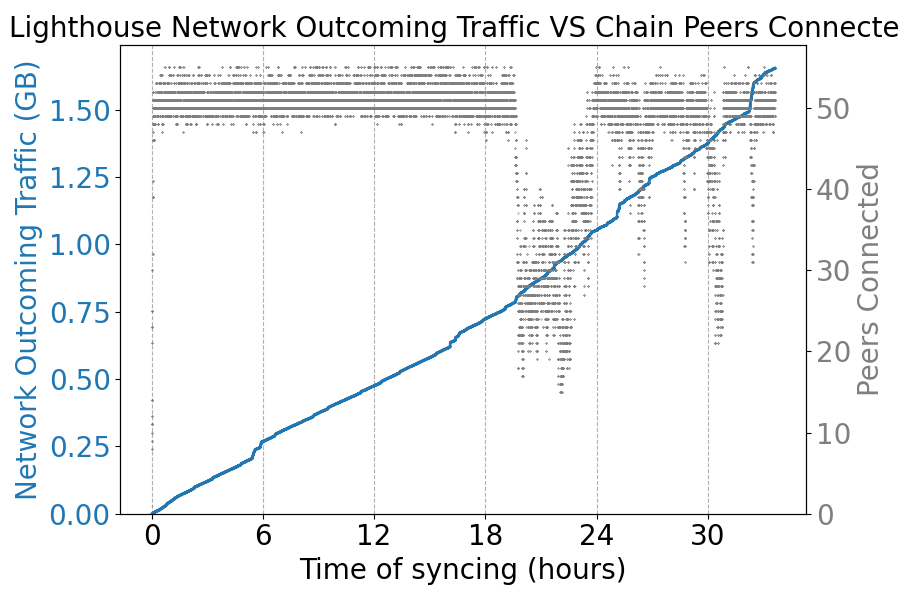 Lighthouse Network Outcoming Traffic VS Chain Peers Connecte
Network Outcoming Traffic (GB)
1.50
1.25
1.00
0.75
0.50
0.25
0.00
50
40
30
20
10
0
Peers Connected
0 6 12 18 24 30
Time of syncing (hours)